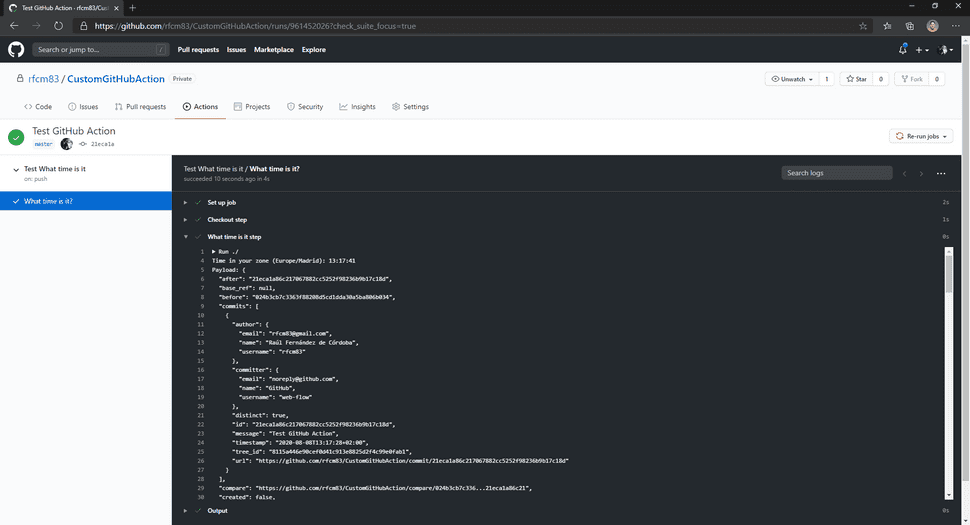 Test GitHub Action · rfcm83/Cust
https://github.com/rfcm83/CustomGitHubAction/runs/961452026?check_suite_focus=true
Search or jump to... / Pull requests Issues Marketplace Explore
rfcm83 / CustomGitHubAction Private Unwatch 1 Star 0 Fork 0
Code Issues Pull requests Actions Projects Security Insights Settings
Test GitHub Action
master 21eca1a Re-run jobs
Test What time is it
on: push
What time is it?
Test What time is it / What time is it?
succeeded 10 seconds ago in 4s
Search logs
Set up job 2s
Checkout step 1s
What time is it step 0s
1 Run ./
4 Time in your zone (Europe/Madrid): 13:17:41
5 Payload: {
6 "after": "21eca1a86c217067882cc5252f98236b9b17c18d",
7 "base_ref": null,
8 "before": "024b3cb7c3363f88208d5cd1dda30a5ba806b034",
9 "commits": [
10 {
11 "author": {
12 "email": "rfcm83@gmail.com",
13 "name": "Raúl Fernández de Córdoba",
14 "username": "rfcm83"
15 },
16 "committer": {
17 "email": "noreply@github.com",
18 "name": "GitHub",
19 "username": "web-flow"
20 },
21 "distinct": true,
22 "id": "21eca1a86c217067882cc5252f98236b9b17c18d",
23 "message": "Test GitHub Action",
24 "timestamp": "2020-08-08T13:17:28+02:00",
25 "tree_id": "8115a446e90cef0d41c913e8825d2f4c99e0fab1",
26 "url": "https://github.com/rfcm83/CustomGitHubAction/commit/21eca1a86c217067882cc5252f98236b9b17c18d"
27 }
28 ],
29 "compare": "https://github.com/rfcm83/CustomGitHubAction/compare/024b3cb7c336...21eca1a86c21",
30 "created": false,
Output 0s